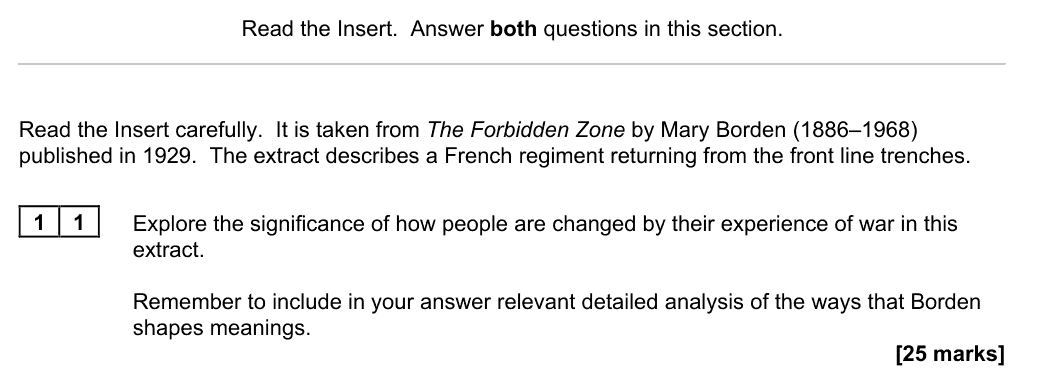 Read the Insert.  Answer both questions in this section.
Read the Insert carefully.  It is taken from The Forbidden Zone by Mary Borden (1886–1968)
published in 1929.  The extract describes a French regiment returning from the front line trenches.
1 1 Explore the significance of how people are changed by their experience of war in this
extract.
Remember to include in your answer relevant detailed analysis of the ways that Borden
shapes meanings.
[25 marks]